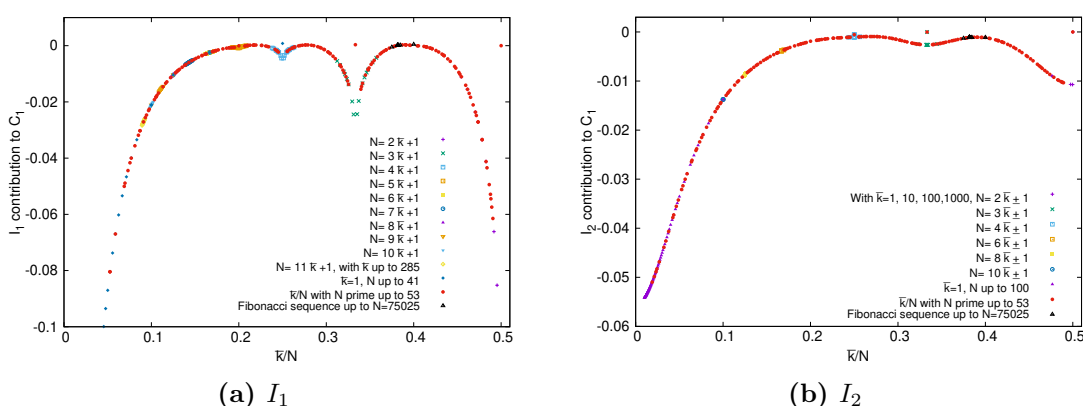 0
-0.02
-0.04
-0.06
-0.08
-0.1
0 0.1 0.2 0.3 0.4 0.5
I₁ contribution to C₁
k̄/N
N= 2 k̄ +1
N= 3 k̄ +1
N= 4 k̄ +1
N= 5 k̄ +1
N= 6 k̄ +1
N= 7 k̄ +1
N= 8 k̄ +1
N= 9 k̄ +1
N= 10 k̄ +1
N= 11 k̄ +1, with k̄ up to 285
k̄=1, N up to 41
k̄/N with N prime up to 53
Fibonacci sequence up to N=75025
(a) I₁
0
-0.01
-0.02
-0.03
-0.04
-0.05
-0.06
0 0.1 0.2 0.3 0.4 0.5
I₂ contribution to C₁
k̄/N
With k̄=1, 10, 100,1000, N= 2 k̄ ± 1
N= 3 k̄ ± 1
N= 4 k̄ ± 1
N= 6 k̄ ± 1
N= 8 k̄ ± 1
N= 10 k̄ ± 1
k̄=1, N up to 100
k̄/N with N prime up to 53
Fibonacci sequence up to N=75025
(b) I₂